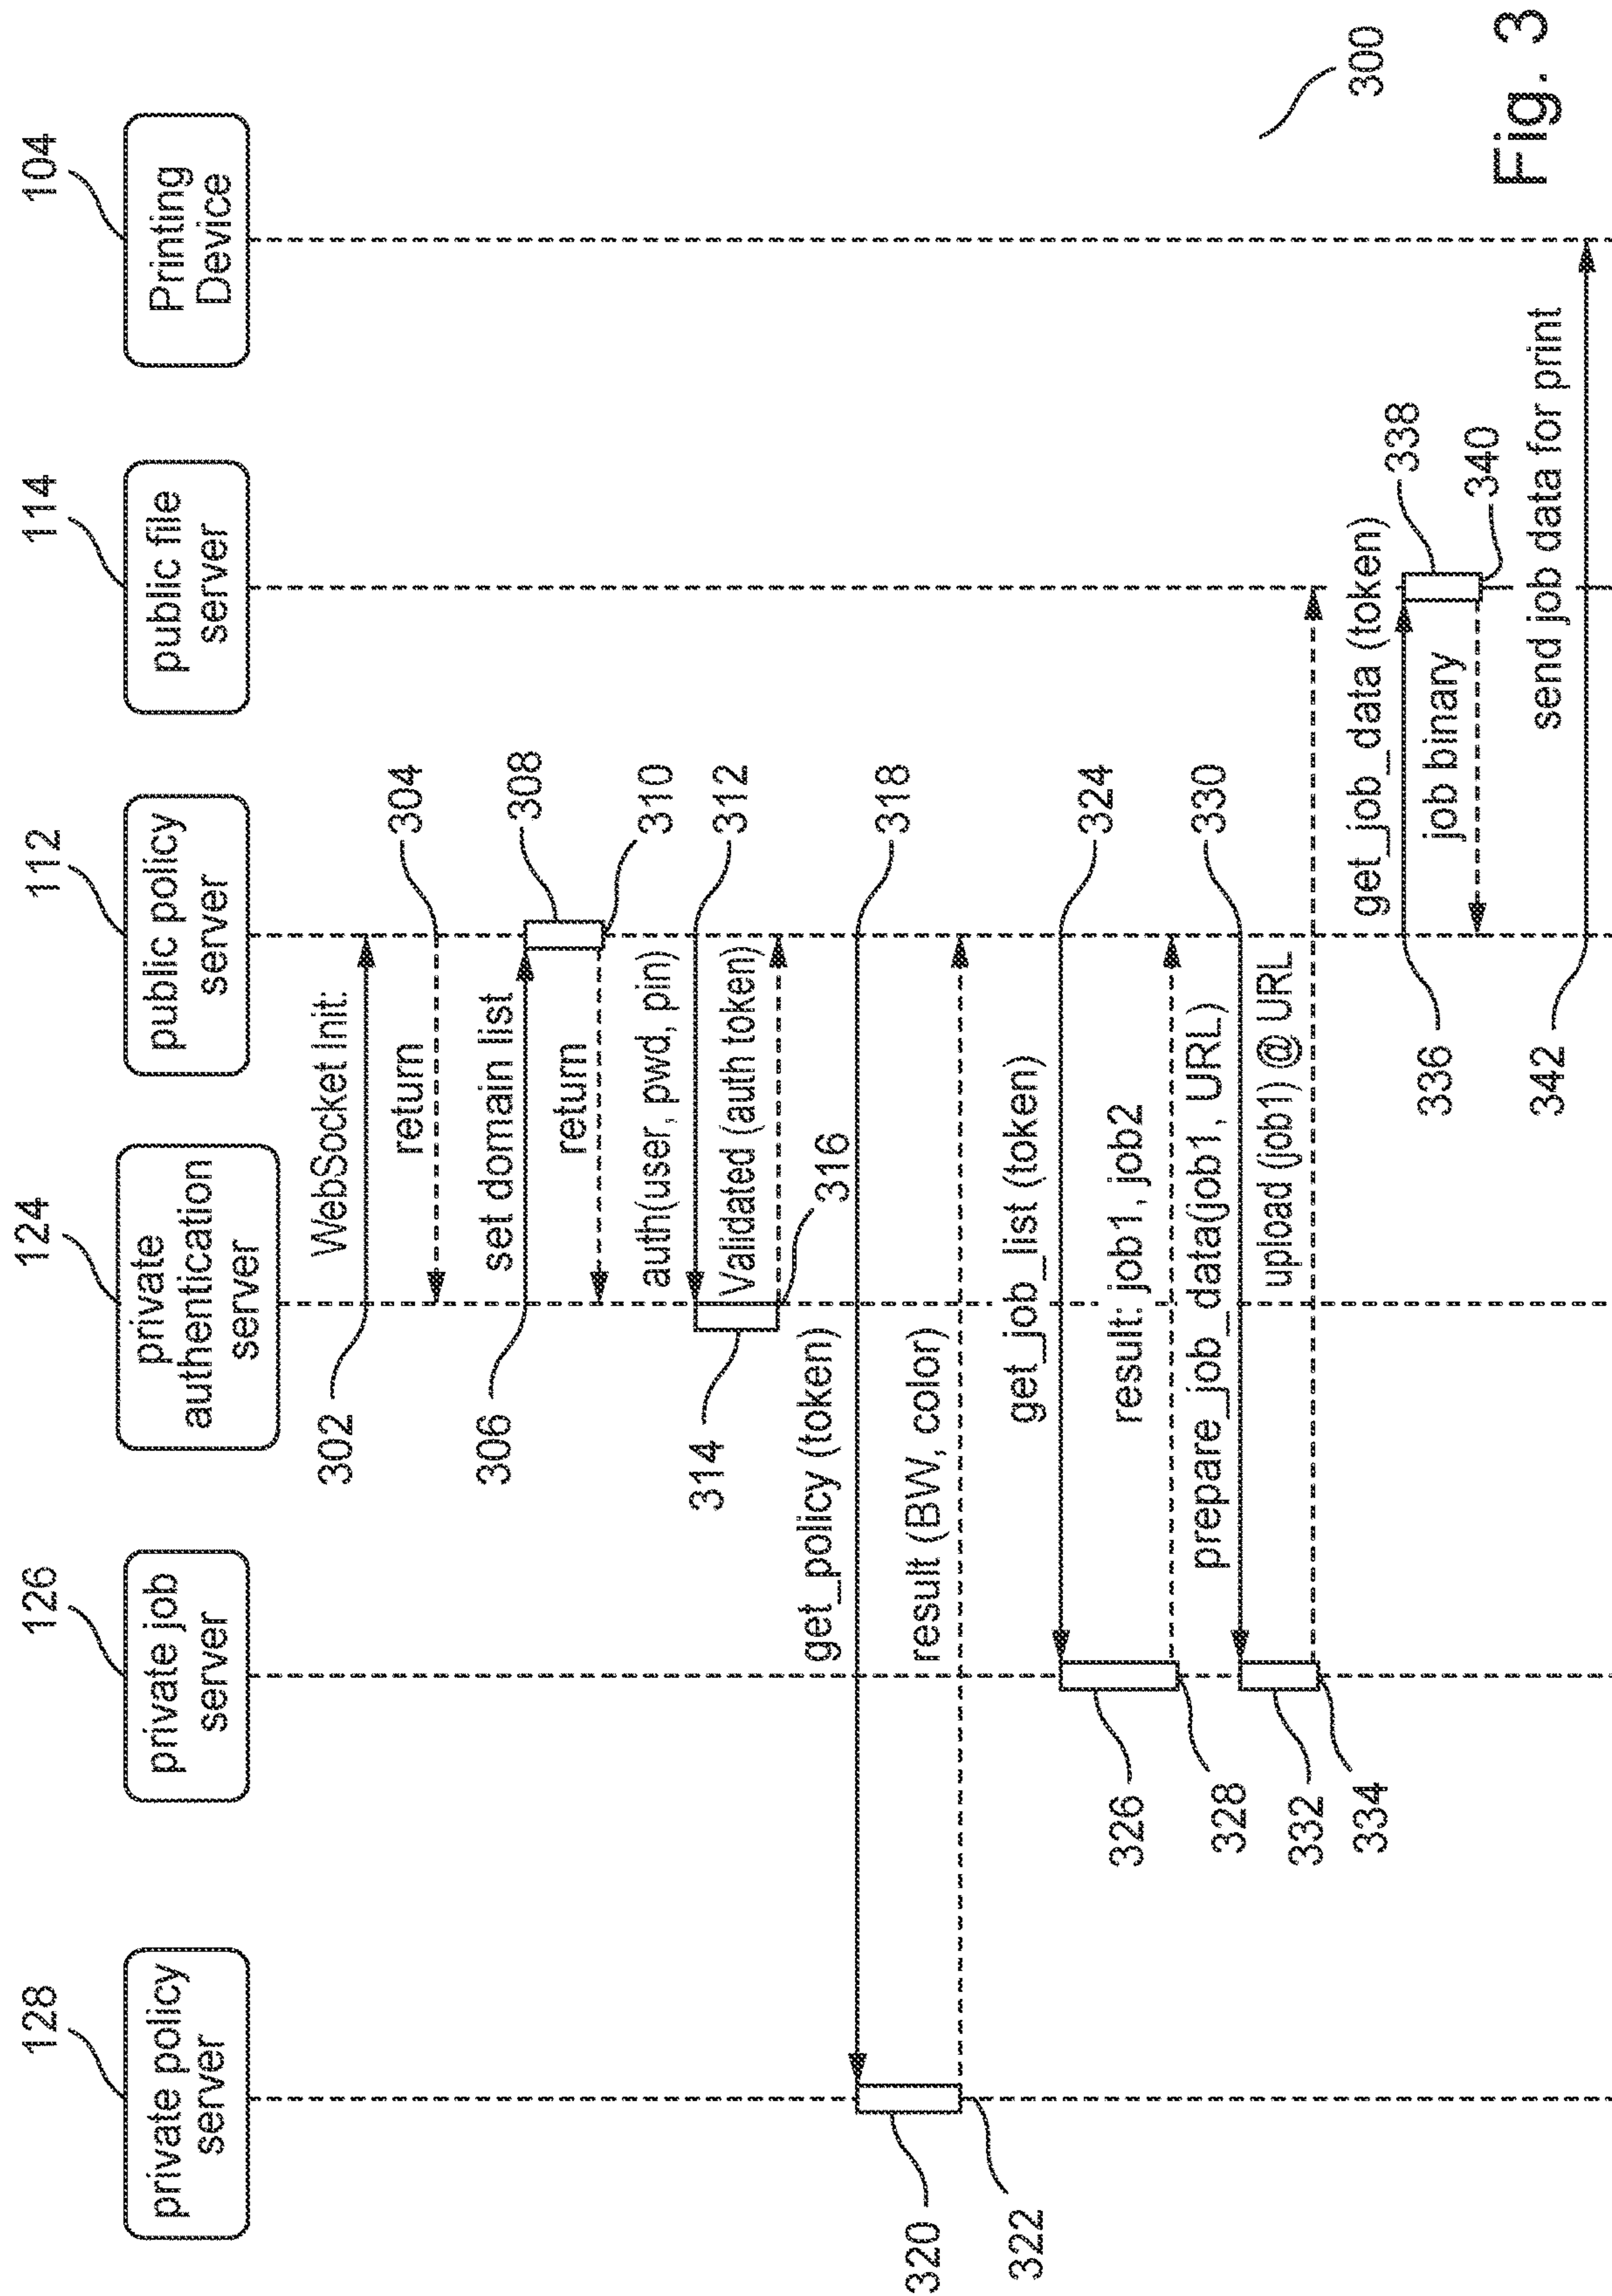 128
126
124
112
114
104
private policy
server
private job
server
private
authentication
server
public policy
server
public file
server
Printing
Device
302
WebSocket Init:
return
304
306
set domain list
308
return
310
auth(user, pwd, pin)
312
314
Validated (auth token)
316
get_policy (token)
318
320
result (BW, color)
322
get_job_list (token)
324
326
result: job1, job2
328
prepare_job_data(job1, URL)
330
332
upload (job1) @ URL
334
336
get_job_data (token)
338
job binary
340
342
send job data for print
300
Fig. 3